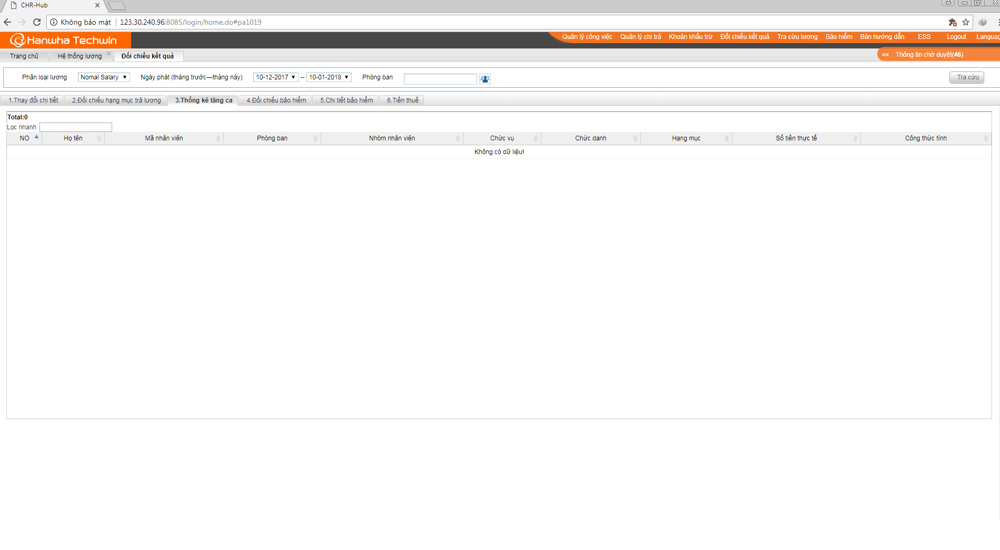 CHR-Hub
Không bảo mật 123.30.240.96:8085/login/home.do#pa1019
Hanwha Techwin
Quản lý công việc Quản lý chi trả Khoản khấu trừ Đối chiếu kết quả Tra cứu lương Bảo hiểm Bản hướng dẫn ESS Logout Languag
Trang chủ Hệ thống lương Đối chiếu kết quả
<< Thông tin chờ duyệt(46)
Phân loại lương Nomal Salary Ngày phát (tháng trước—tháng này) 10-12-2017 -- 10-01-2018 Phòng ban Tra cứu
1.Thay đổi chi tiết 2.Đối chiếu hạng mục trả lương 3.Thống kê tăng ca 4.Đối chiếu bảo hiểm 5.Chi tiết bảo hiểm 6.Tiền thuế
Total:0
Lọc nhanh
NO Họ tên Mã nhân viên Phòng ban Nhóm nhân viên Chức vụ Chức danh Hạng mục Số tiền thực tế Công thức tính
Không có dữ liệu!